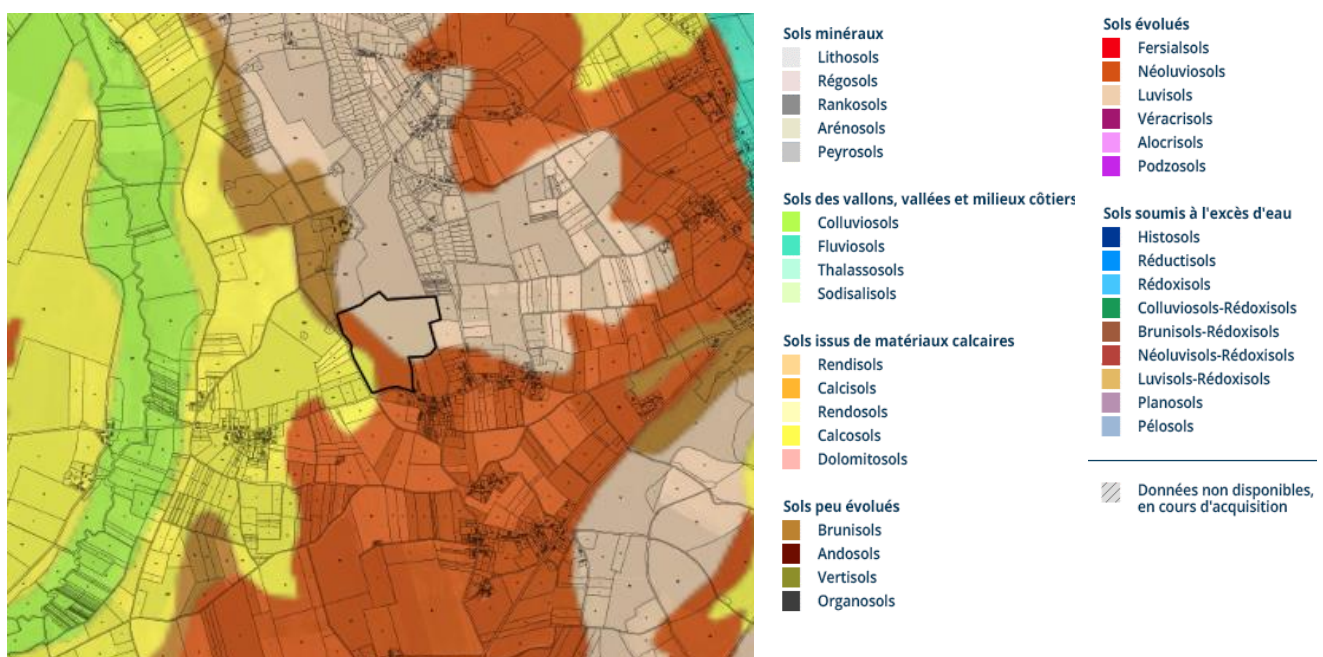 Sols minéraux
Lithosols
Régosols
Rankosols
Arénosols
Peyrosols
Sols des vallons, vallées et milieux côtiers
Colluviosols
Fluviosols
Thalassosols
Sodisalisols
Sols issus de matériaux calcaires
Rendisols
Calcisols
Rendosols
Calcosols
Dolomitosols
Sols peu évolués
Brunisols
Andosols
Vertisols
Organosols
Sols évolués
Fersialsols
Néoluviosols
Luvisols
Véracrisols
Alocrisols
Podzosols
Sols soumis à l'excès d'eau
Histosols
Réductisols
Rédoxisols
Colluviosols-Rédoxisols
Brunisols-Rédoxisols
Néoluvisols-Rédoxisols
Luvisols-Rédoxisols
Planosols
Pélosols
Données non disponibles,
en cours d'acquisition